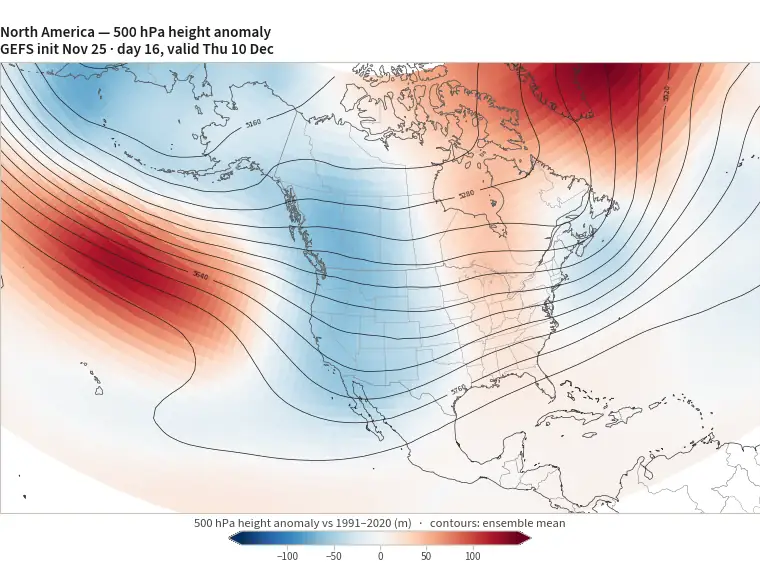 North America — 500 hPa height anomaly
GEFS init Nov 25 · day 16, valid Thu 10 Dec
5160
5280
5640
5760
500 hPa height anomaly vs 1991–2020 (m) · contours: ensemble mean
−100 −50 0 50 100